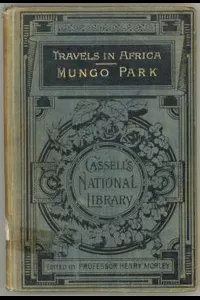 TRAVELS IN AFRICA
MUNGO PARK
CASSELL'S
NATIONAL
LIBRARY
EDITED BY PROFESSOR HENRY MORLEY